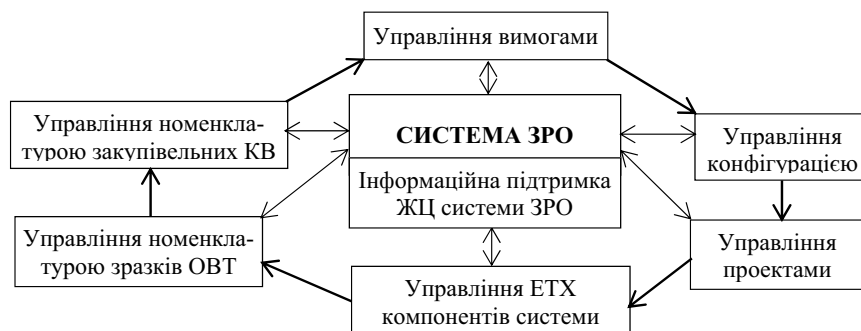 Управління вимогами
Управління номенкла-
турою закупівельних КВ
СИСТЕМА ЗРО
Інформаційна підтримка
ЖЦ системи ЗРО
Управління
конфігурацією
Управління номенкла-
турою зразків ОВТ
Управління
проектами
Управління ЕТХ
компонентів системи